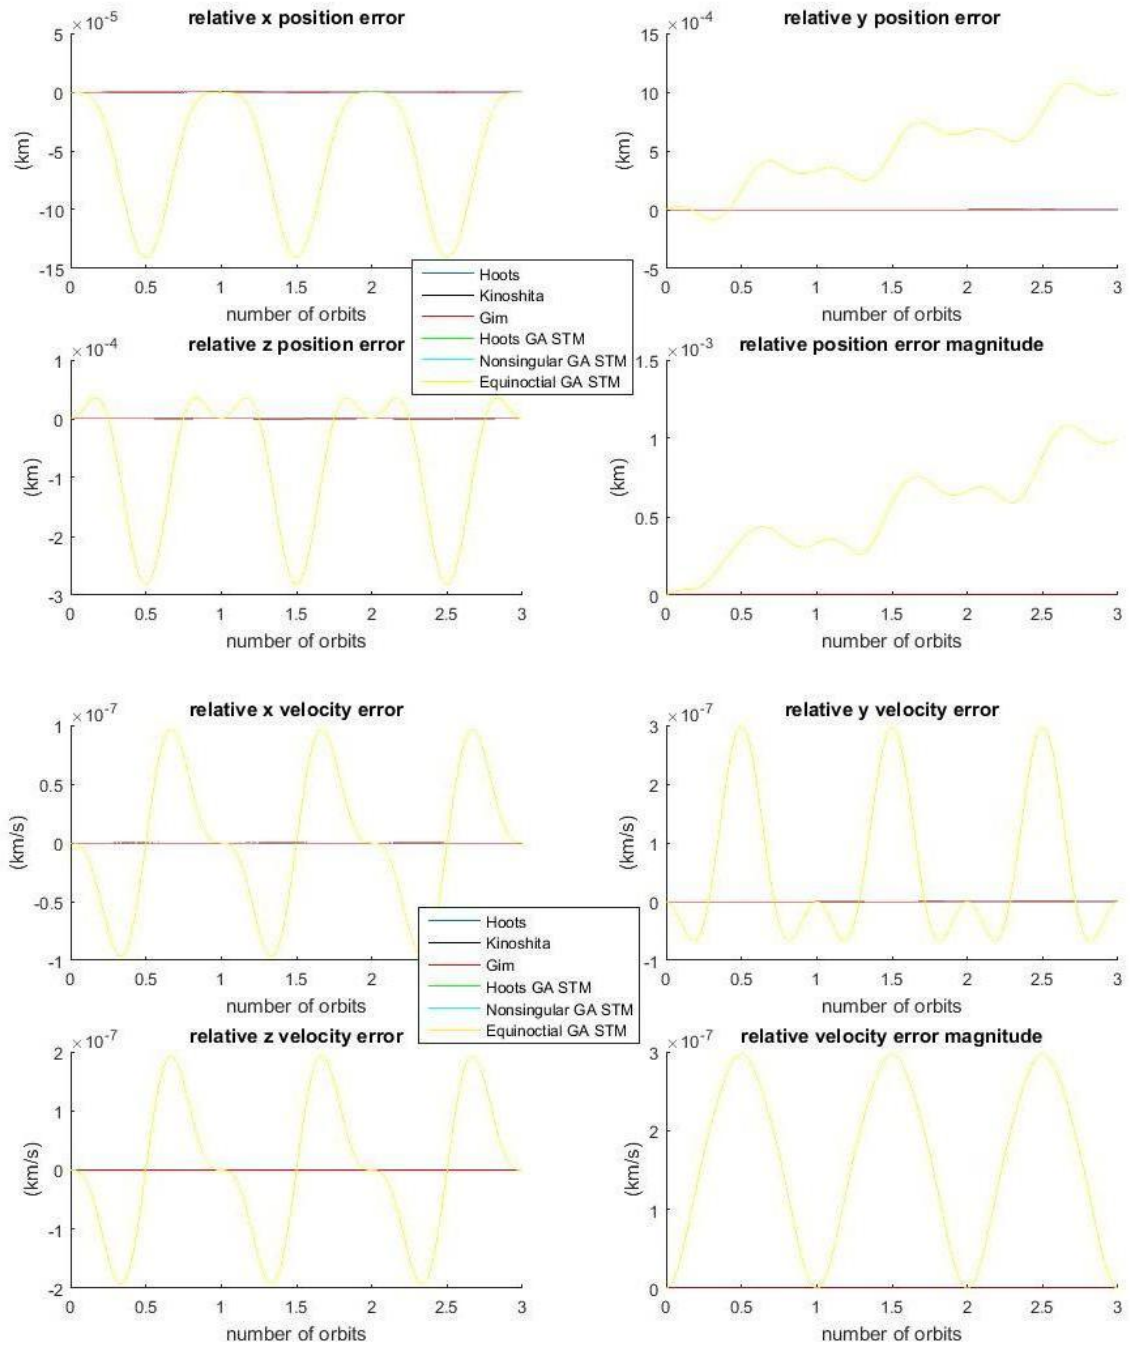 relative x position error
×10-5
5
0
-5
-10
-15
(km)
0 0.5 1 1.5 2 2.5 3
number of orbits
relative y position error
×10-4
15
10
5
0
-5
(km)
0 0.5 1 1.5 2 2.5 3
number of orbits
Hoots
Kinoshita
Gim
Hoots GA STM
Nonsingular GA STM
Equinoctial GA STM
relative z position error
×10-4
1
0
-1
-2
-3
(km)
0 0.5 1 1.5 2 2.5 3
number of orbits
relative position error magnitude
×10-3
1.5
1
0.5
0
(km)
0 0.5 1 1.5 2 2.5 3
number of orbits
relative x velocity error
×10-7
1
0.5
0
-0.5
-1
(km/s)
0 0.5 1 1.5 2 2.5 3
number of orbits
relative y velocity error
×10-7
3
2
1
0
-1
(km/s)
0 0.5 1 1.5 2 2.5 3
number of orbits
Hoots
Kinoshita
Gim
Hoots GA STM
Nonsingular GA STM
Equinoctial GA STM
relative z velocity error
×10-7
2
1
0
-1
-2
(km/s)
0 0.5 1 1.5 2 2.5 3
number of orbits
relative velocity error magnitude
×10-7
3
2
1
0
(km/s)
0 0.5 1 1.5 2 2.5 3
number of orbits